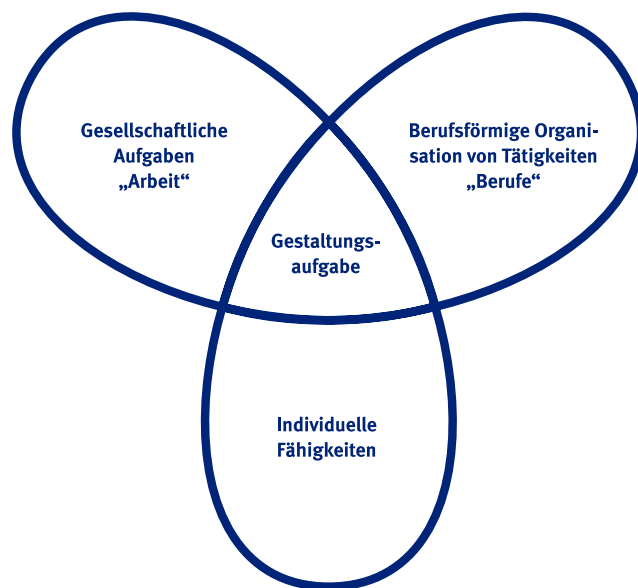 Gesellschaftliche
Aufgaben
„Arbeit“
Berufsförmige Organi-
sation von Tätigkeiten
„Berufe“
Gestaltungs-
aufgabe
Individuelle
Fähigkeiten